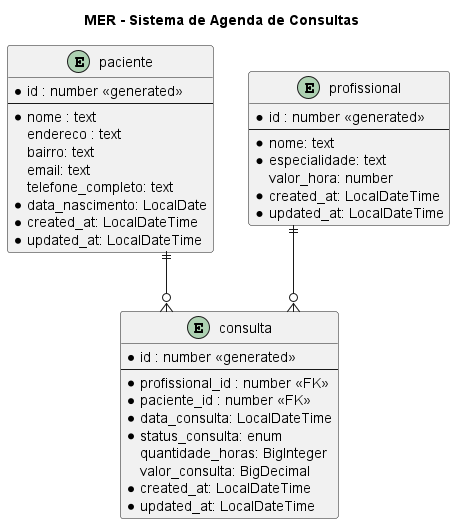 MER - Sistema de Agenda de Consultas
E paciente
id : number «generated»
nome : text
endereco : text
bairro: text
email: text
telefone_completo: text
data_nascimento: LocalDate
created_at: LocalDateTime
updated_at: LocalDateTime
E profissional
id : number «generated»
nome: text
especialidade: text
valor_hora: number
created_at: LocalDateTime
updated_at: LocalDateTime
E consulta
id : number «generated»
profissional_id : number «FK»
paciente_id : number «FK»
data_consulta: LocalDateTime
status_consulta: enum
quantidade_horas: BigInteger
valor_consulta: BigDecimal
created_at: LocalDateTime
updated_at: LocalDateTime